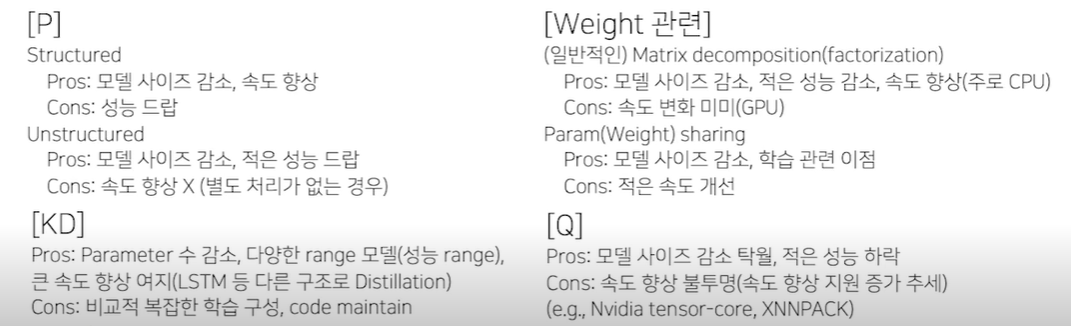 [P]
Structured
Pros: 모델 사이즈 감소, 속도 향상
Cons: 성능 드랍
Unstructured
Pros: 모델 사이즈 감소, 적은 성능 드랍
Cons: 속도 향상 X (별도 처리가 없는 경우)
[KD]
Pros: Parameter 수 감소, 다양한 range 모델(성능 range),
큰 속도 향상 여지(LSTM 등 다른 구조로 Distillation)
Cons: 비교적 복잡한 학습 구성, code maintain
[Weight 관련]
(일반적인) Matrix decomposition(factorization)
Pros: 모델 사이즈 감소, 적은 성능 감소, 속도 향상(주로 CPU)
Cons: 속도 변화 미미(GPU)
Param(Weight) sharing
Pros: 모델 사이즈 감소, 학습 관련 이점
Cons: 적은 속도 개선
[Q]
Pros: 모델 사이즈 감소 탁월, 적은 성능 하락
Cons: 속도 향상 불투명(속도 향상 지원 증가 추세)
(e.g., Nvidia tensor-core, XNNPACK)